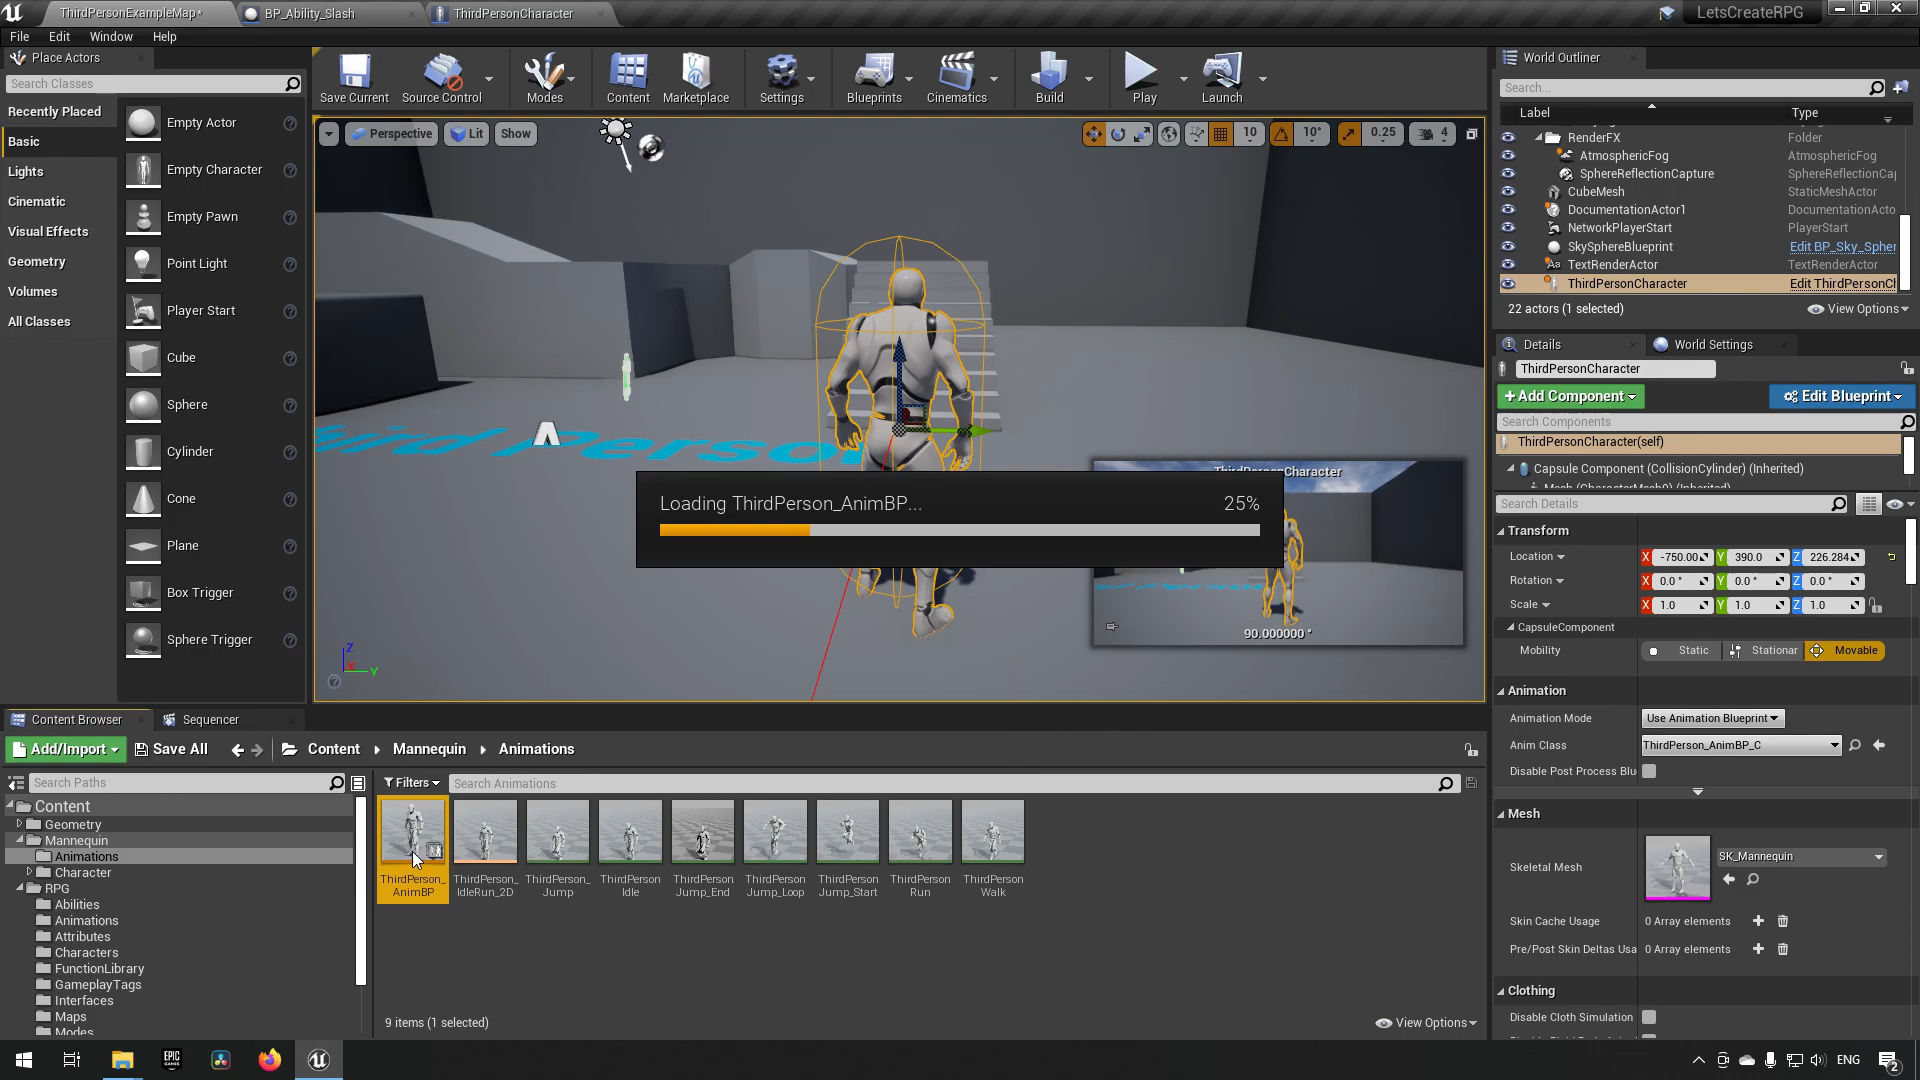 ThirdPersonExampleMap*
BP_Ability_Slash
ThirdPersonCharacter
LetsCreateRPG
File
Edit
Window
Help
Place Actors
Search Classes
Recently Placed
Basic
Lights
Cinematic
Visual Effects
Geometry
Volumes
All Classes
Empty Actor
Empty Character
Empty Pawn
Point Light
Player Start
Cube
Sphere
Cylinder
Cone
Plane
Box Trigger
Sphere Trigger
Save Current
Source Control
Modes
Content
Marketplace
Settings
Blueprints
Cinematics
Build
Play
Launch
Perspective
Lit
Show
10
10°
0.25
4
Loading ThirdPerson_AnimBP...
25%
ThirdPersonCharacter
90.000000 °
Z
X
Y
World Outliner
Search...
Label
Type
RenderFX
Folder
AtmosphericFog
AtmosphericFog
SphereReflectionCapture
SphereReflectionCa
CubeMesh
StaticMeshActor
DocumentationActor1
DocumentationActo
NetworkPlayerStart
PlayerStart
SkySphereBlueprint
Edit BP_Sky_Spher
TextRenderActor
TextRenderActor
ThirdPersonCharacter
Edit ThirdPersonCh
22 actors (1 selected)
View Options
Details
World Settings
ThirdPersonCharacter
+Add Component
Edit Blueprint
Search Components
ThirdPersonCharacter(self)
Capsule Component (CollisionCylinder) (Inherited)
Mesh (CharacterMesh0) (Inherited)
Search Details
Transform
Location
X
-750.00
Y
390.0
Z
226.284
Rotation
X
0.0 °
Y
0.0 °
Z
0.0 °
Scale
X
1.0
Y
1.0
Z
1.0
CapsuleComponent
Mobility
Static
Stationar
Movable
Animation
Animation Mode
Use Animation Blueprint
Anim Class
ThirdPerson_AnimBP_C
Disable Post Process Blu
Mesh
Skeletal Mesh
SK_Mannequin
Skin Cache Usage
0 Array elements
Pre/Post Skin Deltas Usa
0 Array elements
Clothing
Disable Cloth Simulation
Content Browser
Sequencer
Add/Import
Save All
Content
Mannequin
Animations
Search Paths
Filters
Search Animations
Content
Geometry
Mannequin
Animations
Character
RPG
Abilities
Animations
Attributes
Characters
FunctionLibrary
GameplayTags
Interfaces
Maps
Modes
ThirdPerson_
AnimBP
ThirdPerson_
IdleRun_2D
ThirdPerson_
Jump
ThirdPerson
Idle
ThirdPerson
Jump_End
ThirdPerson
Jump_Loop
ThirdPerson
Jump_Start
ThirdPerson
Run
ThirdPerson
Walk
9 items (1 selected)
View Options
EPIC
GAMES
ENG
2